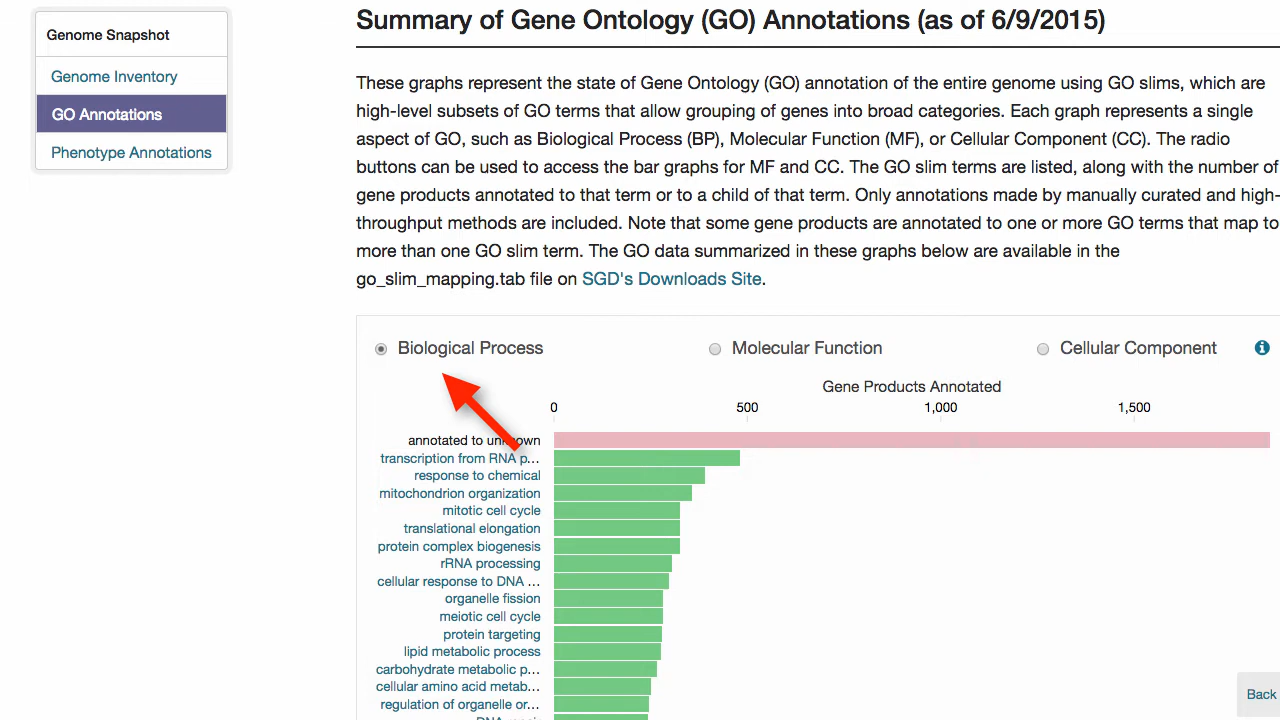 Genome Snapshot
Genome Inventory
GO Annotations
Phenotype Annotations
Summary of Gene Ontology (GO) Annotations (as of 6/9/2015)
These graphs represent the state of Gene Ontology (GO) annotation of the entire genome using GO slims, which are
high-level subsets of GO terms that allow grouping of genes into broad categories. Each graph represents a single
aspect of GO, such as Biological Process (BP), Molecular Function (MF), or Cellular Component (CC). The radio
buttons can be used to access the bar graphs for MF and CC. The GO slim terms are listed, along with the number of
gene products annotated to that term or to a child of that term. Only annotations made by manually curated and high-
throughput methods are included. Note that some gene products are annotated to one or more GO terms that map to
more than one GO slim term. The GO data summarized in these graphs below are available in the
go_slim_mapping.tab file on SGD's Downloads Site.
Biological Process Molecular Function Cellular Component
Gene Products Annotated
0 500 1,000 1,500
annotated to unknown
transcription from RNA p...
response to chemical
mitochondrion organization
mitotic cell cycle
translational elongation
protein complex biogenesis
rRNA processing
cellular response to DNA ...
organelle fission
meiotic cell cycle
protein targeting
lipid metabolic process
carbohydrate metabolic p...
cellular amino acid metab...
regulation of organelle or...
DNA repair
Back